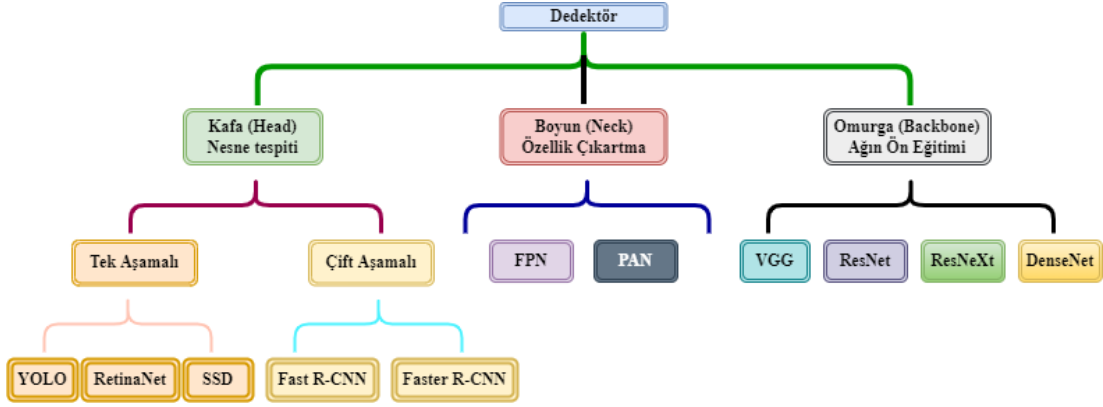 Dedektör
Kafa (Head)
Nesne tespiti
Boyun (Neck)
Özellik Çıkartma
Omurga (Backbone)
Ağın Ön Eğitimi
Tek Aşamalı
Çift Aşamalı
FPN
PAN
VGG
ResNet
ResNeXt
DenseNet
YOLO
RetinaNet
SSD
Fast R-CNN
Faster R-CNN